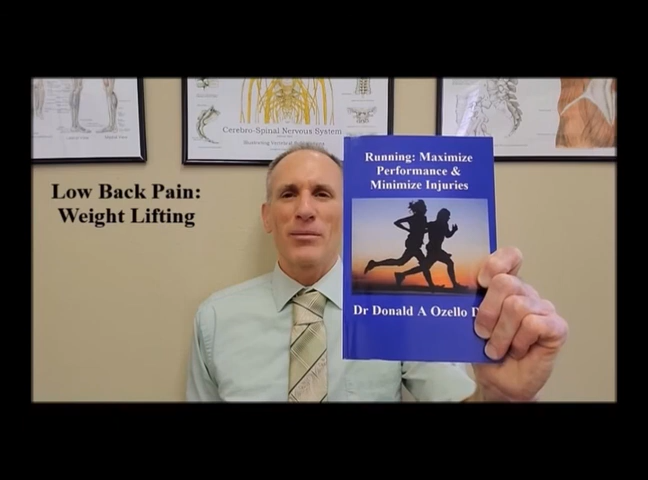 Cerebro-Spinal Nervous System
Low Back Pain:
Weight Lifting
Running: Maximize
Performance &
Minimize Injuries
Dr Donald A Ozello D